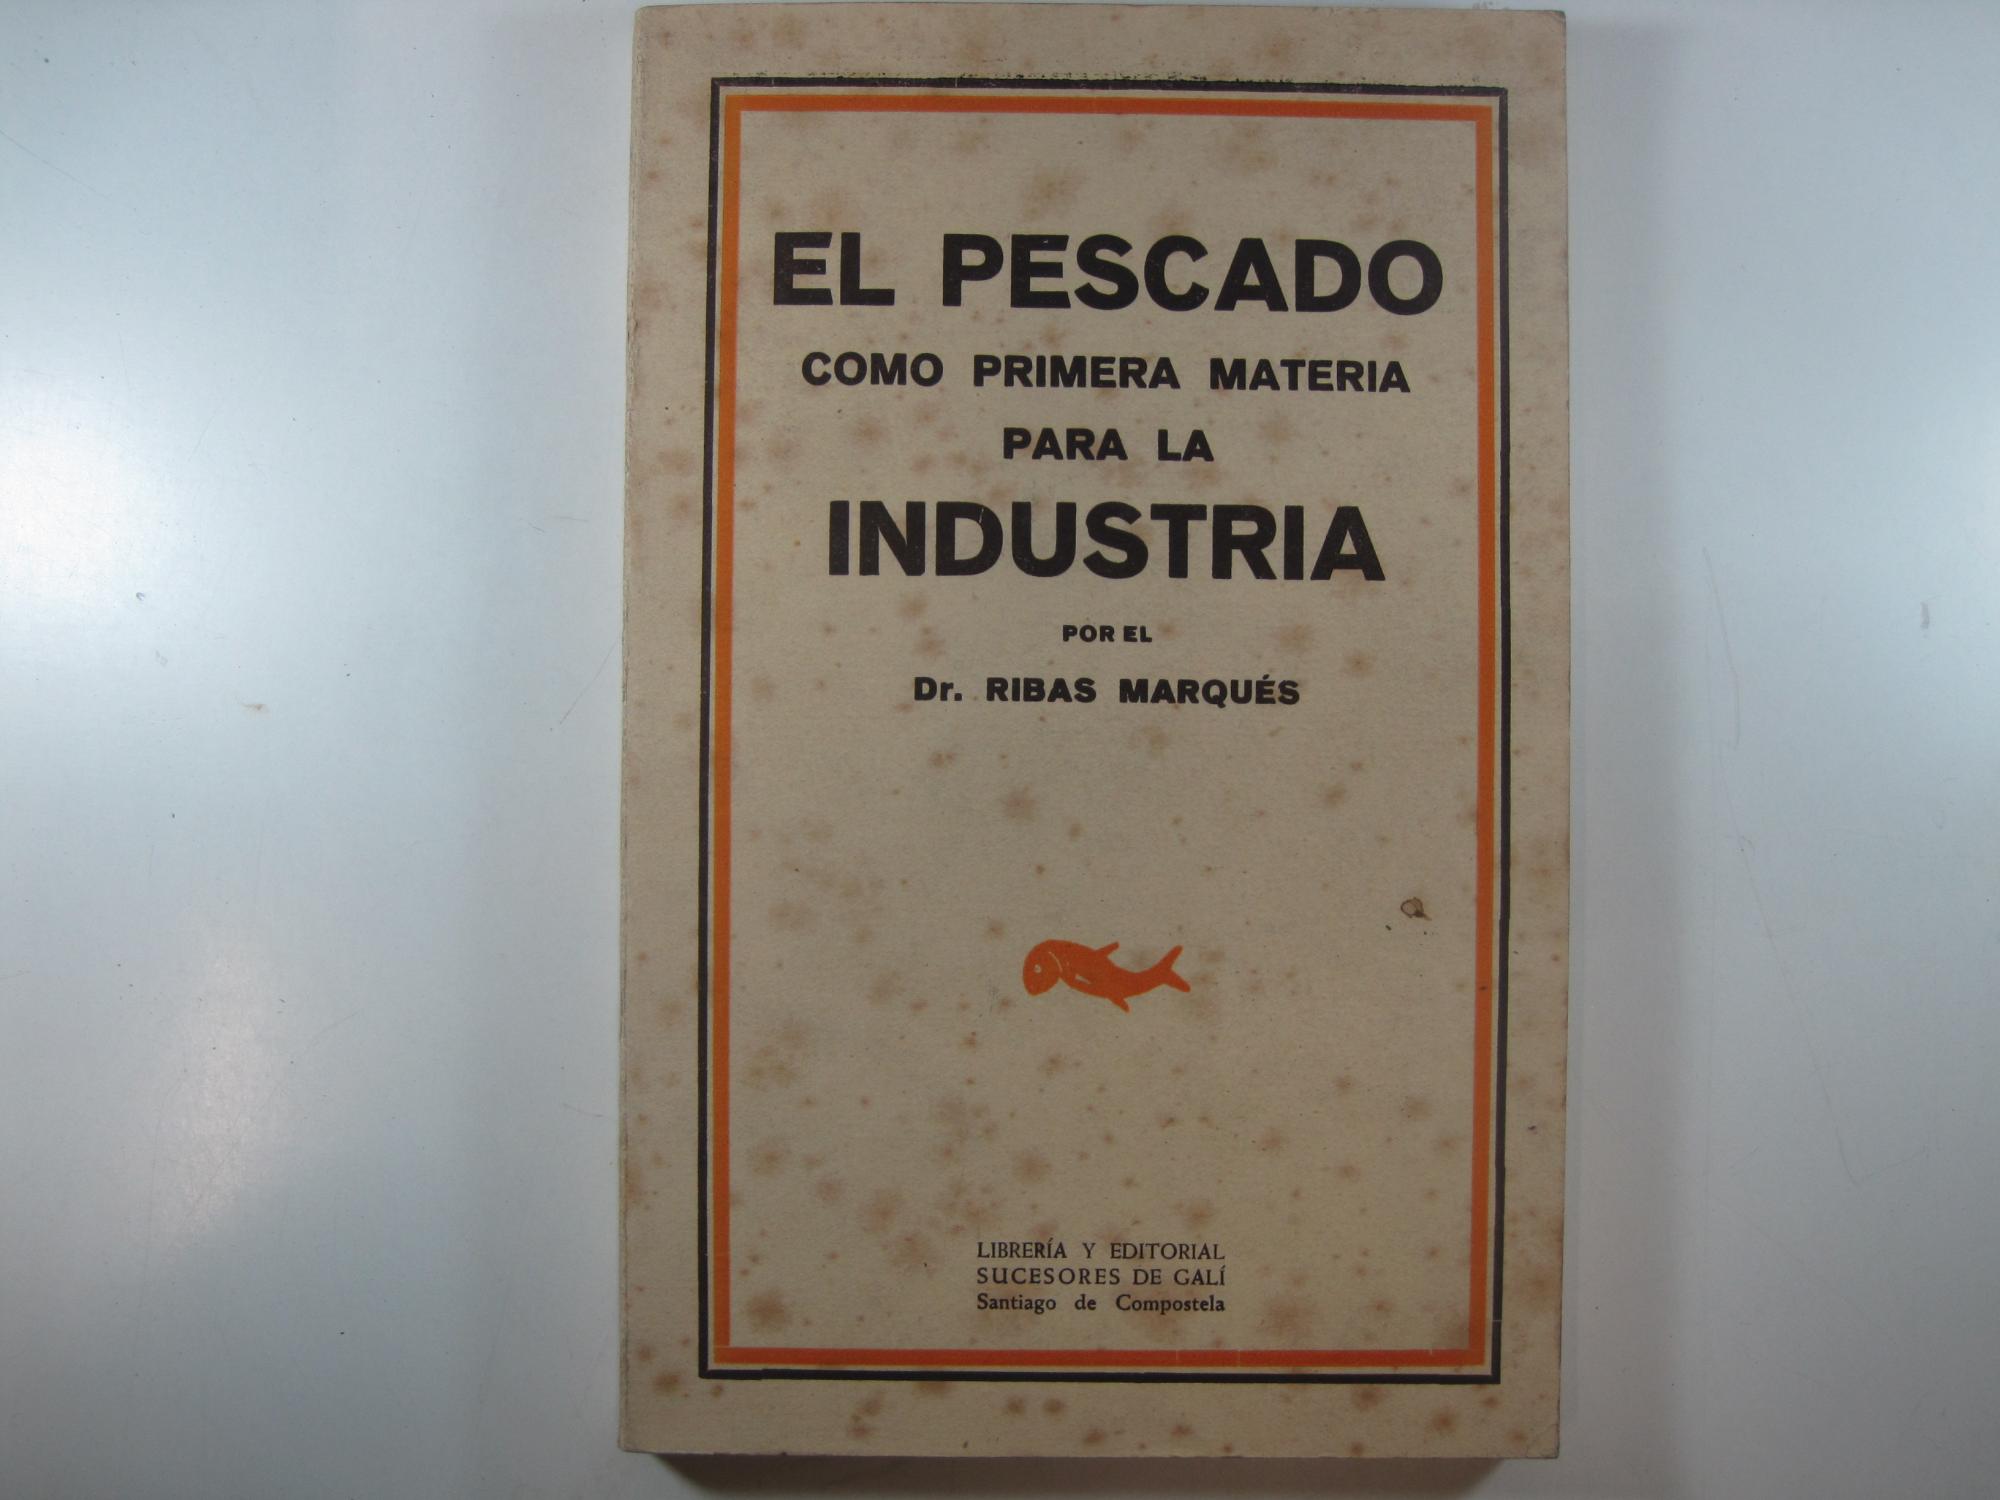 EL PESCADO
COMO PRIMERA MATERIA
PARA LA
INDUSTRIA
POR EL
Dr. RIBAS MARQUÉS
LIBRERÍA Y EDITORIAL
SUCESORES DE GALÍ
Santiago de Compostela